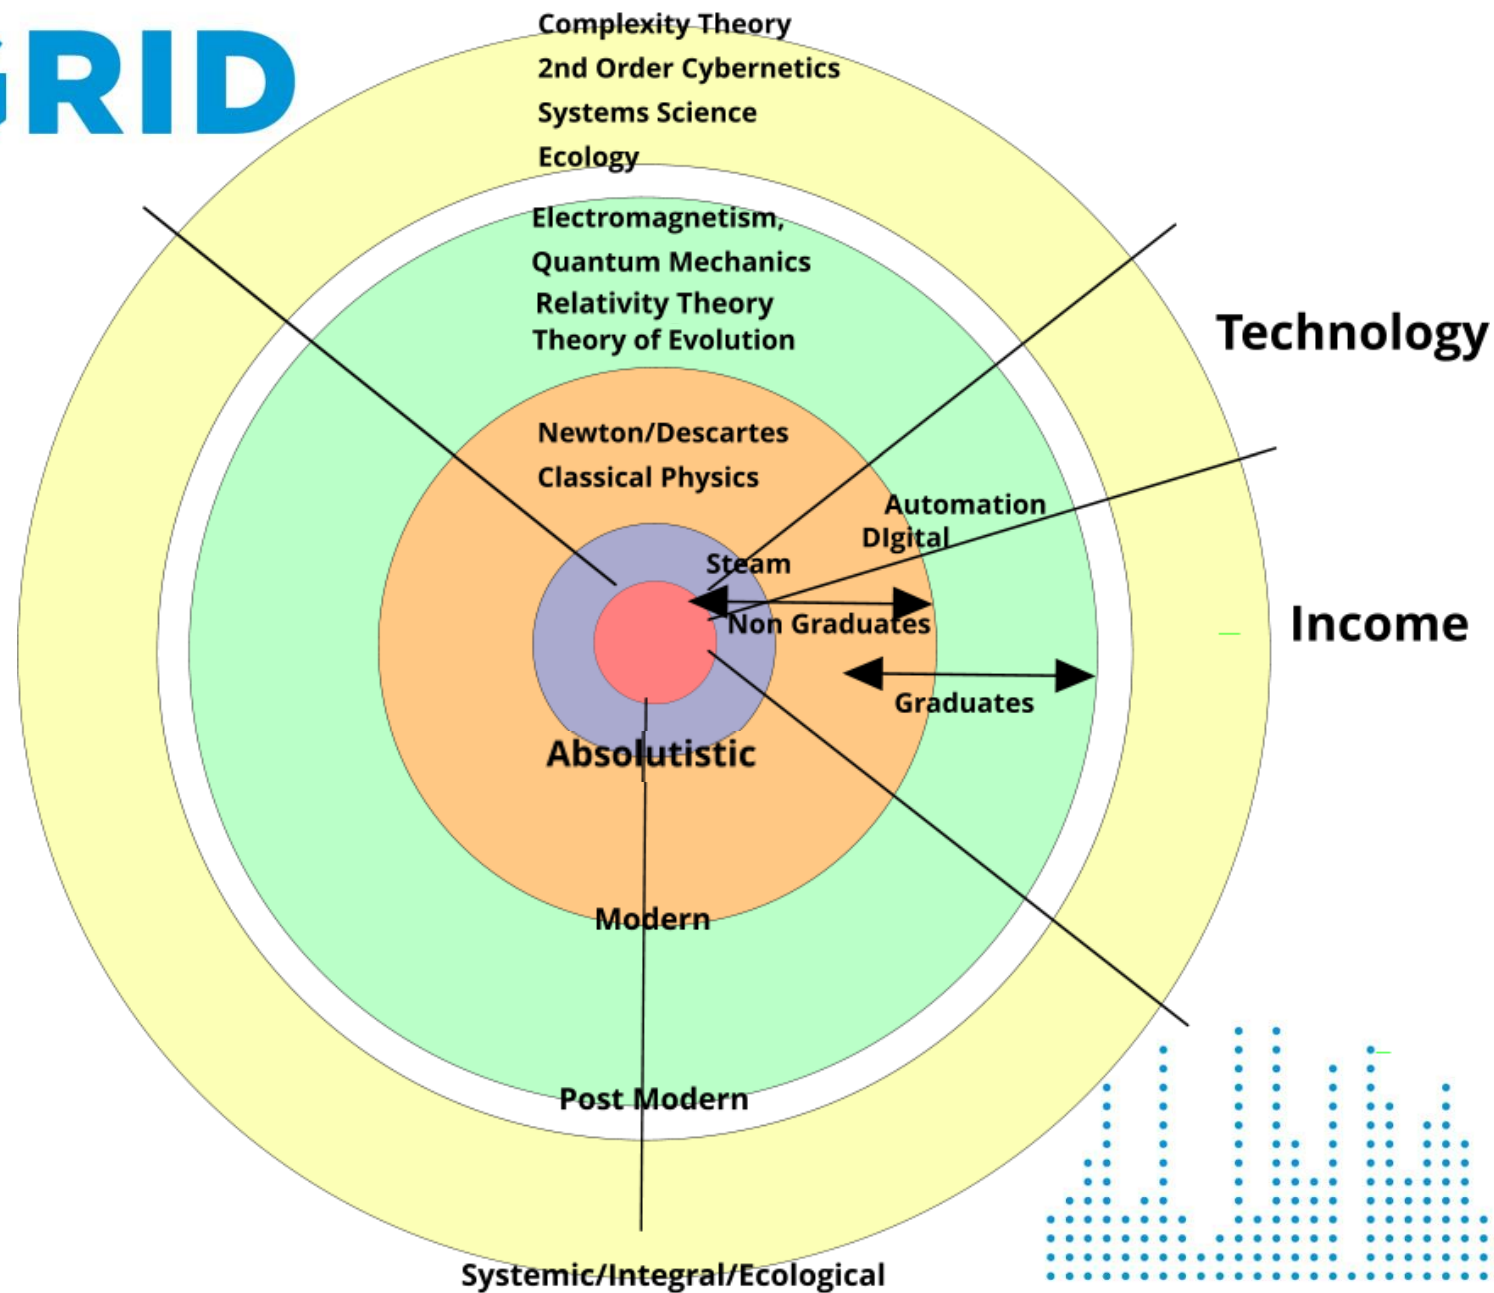 GRID
Complexity Theory
2nd Order Cybernetics
Systems Science
Ecology
Electromagnetism,
Quantum Mechanics
Relativity Theory
Theory of Evolution
Technology
Newton/Descartes
Classical Physics
Automation
DIgital
Steam
Non Graduates
Income
Graduates
Absolutistic
Modern
Post Modern
Systemic/Integral/Ecological